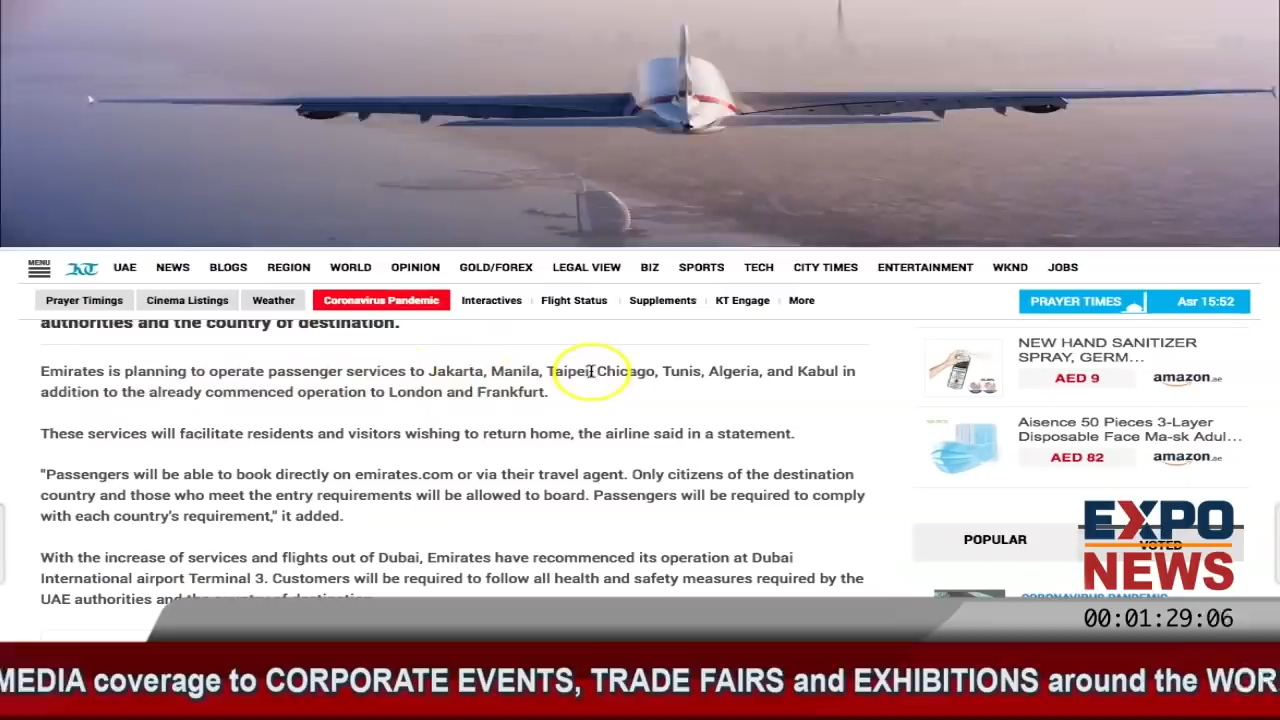 MENU
KT
UAE NEWS BLOGS REGION WORLD OPINION GOLD/FOREX LEGAL VIEW BIZ SPORTS TECH CITY TIMES ENTERTAINMENT WKND JOBS
Prayer Timings Cinema Listings Weather Coronavirus Pandemic Interactives Flight Status Supplements KT Engage More PRAYER TIMES Asr 15:52
authorities and the country of destination.
Emirates is planning to operate passenger services to Jakarta, Manila, Taipei, Chicago, Tunis, Algeria, and Kabul in
addition to the already commenced operation to London and Frankfurt.
These services will facilitate residents and visitors wishing to return home, the airline said in a statement.
"Passengers will be able to book directly on emirates.com or via their travel agent. Only citizens of the destination
country and those who meet the entry requirements will be allowed to board. Passengers will be required to comply
with each country's requirement," it added.
With the increase of services and flights out of Dubai, Emirates have recommenced its operation at Dubai
International airport Terminal 3. Customers will be required to follow all health and safety measures required by the
UAE authorities and the country of destination.
NEW HAND SANITIZER
SPRAY, GERM...
AED 9 amazon.ae
Aisence 50 Pieces 3-Layer
Disposable Face Ma-sk Adul...
AED 82 amazon.ae
POPULAR
VOTED
CORONAVIRUS PANDEMIC
EXPO
NEWS
00:01:29:06
MEDIA coverage to CORPORATE EVENTS, TRADE FAIRS and EXHIBITIONS around the WOR